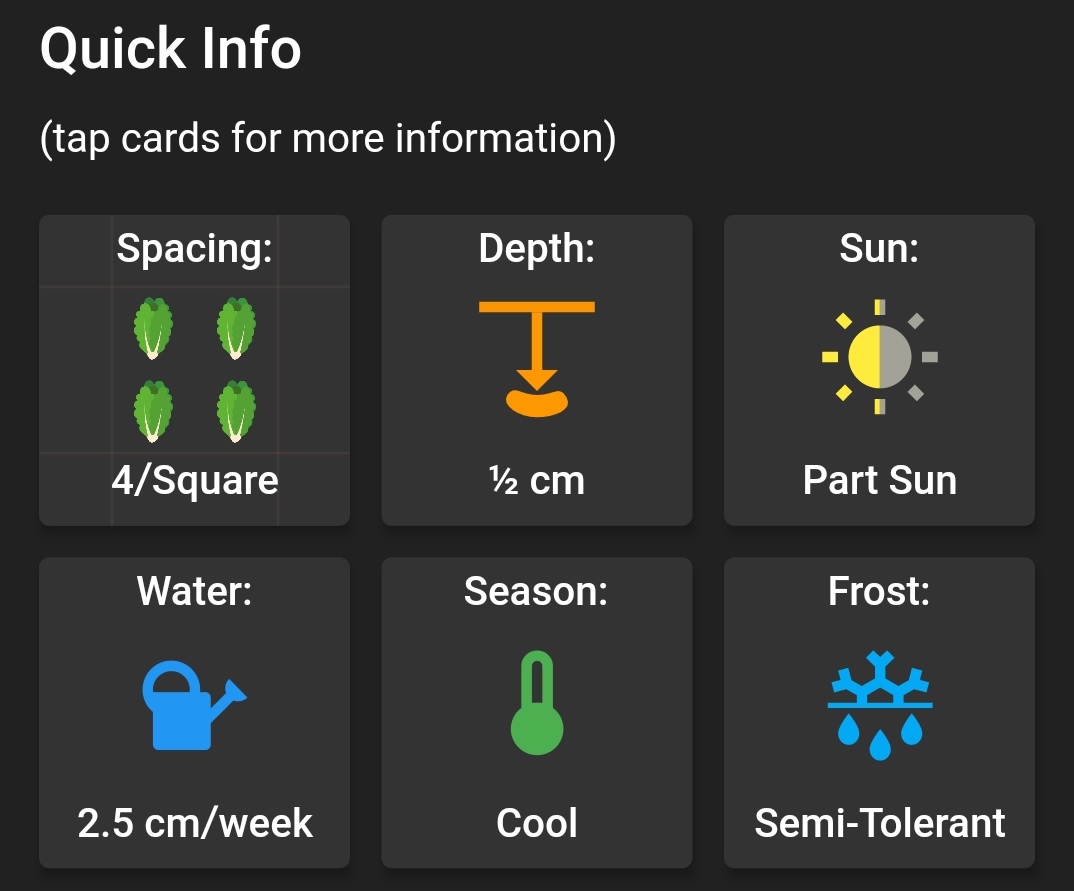 Quick Info
(tap cards for more information)
Spacing:
4/Square
Depth:
½ cm
Sun:
Part Sun
Water:
2.5 cm/week
Season:
Cool
Frost:
Semi-Tolerant